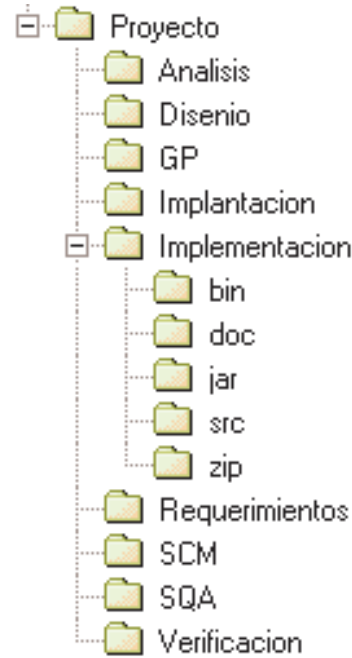 Proyecto
Analisis
Disenio
GP
Implantacion
Implementacion
bin
doc
jar
src
zip
Requerimientos
SCM
SQA
Verificacion